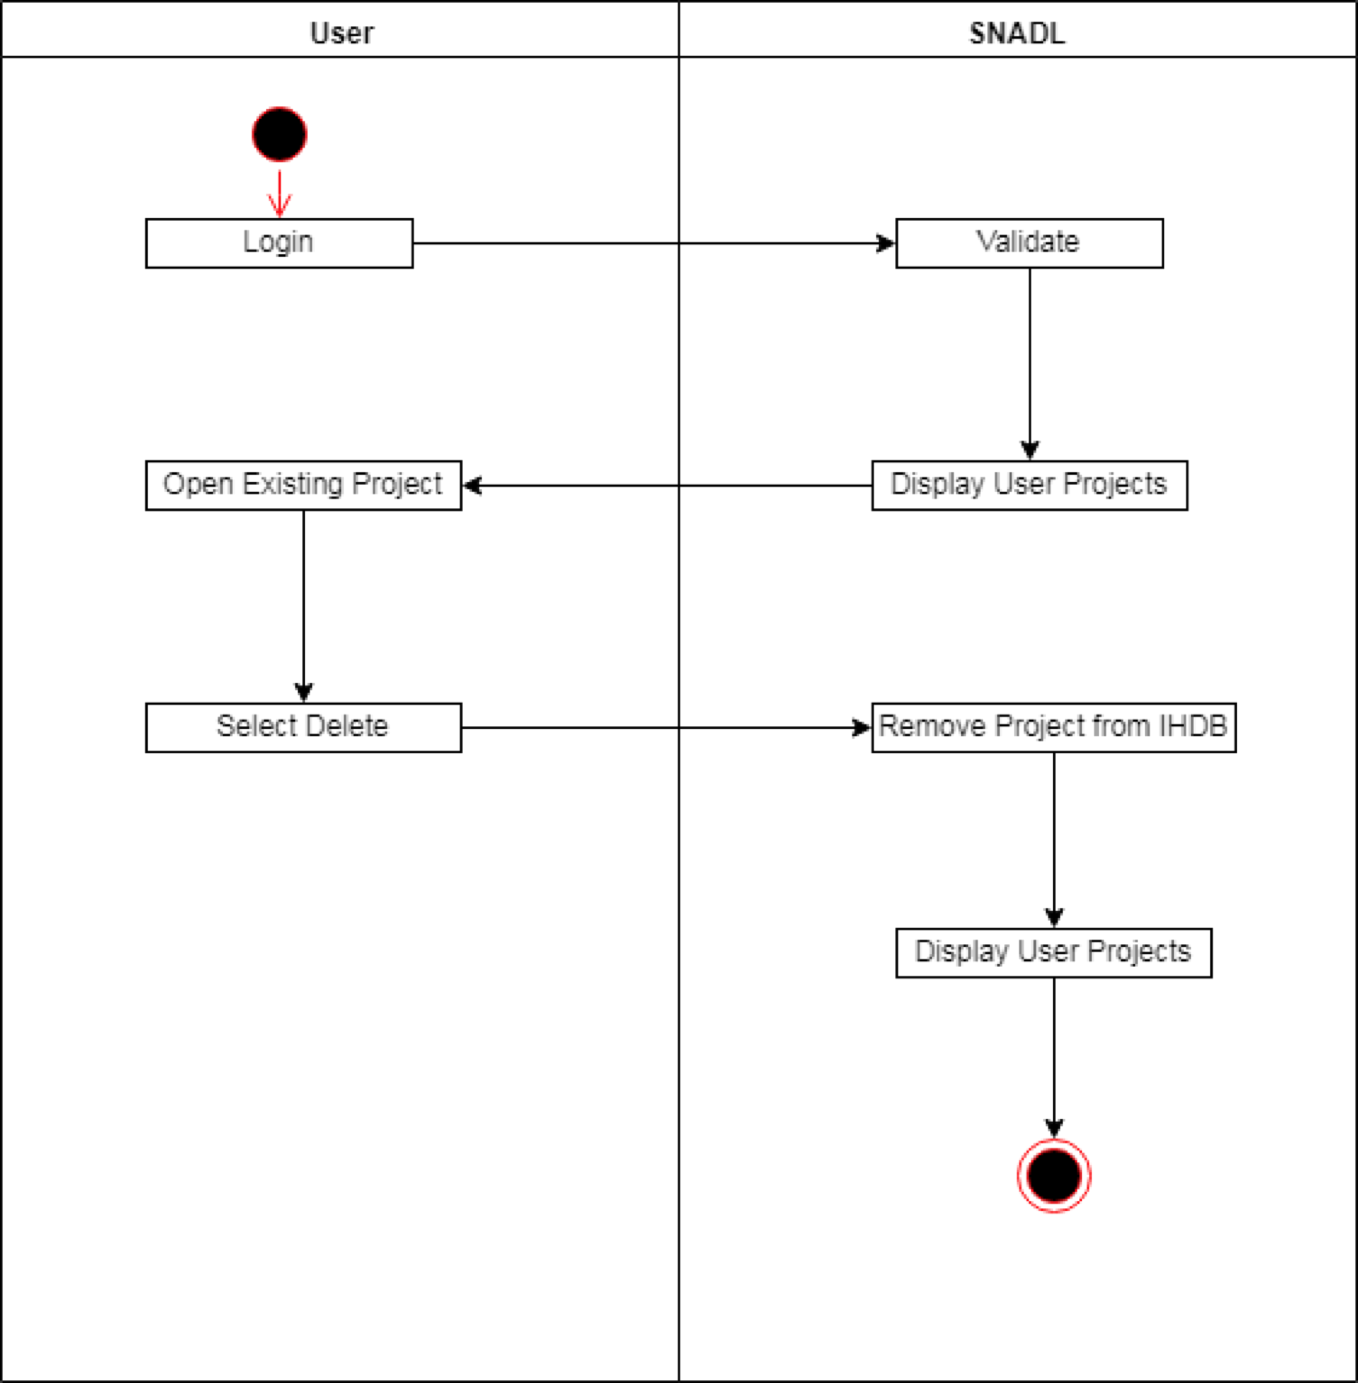 User
SNADL
Login
Validate
Open Existing Project
Display User Projects
Select Delete
Remove Project from IHDB
Display User Projects